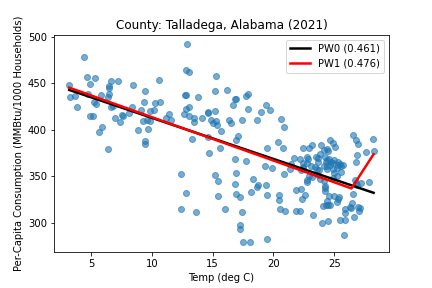 County: Talladega, Alabama (2021)
Per-Capita Consumption (MMBtu/1000 Households)
500
450
400
350
300
PW0 (0.461)
PW1 (0.476)
5
10
15
20
25
Temp (deg C)